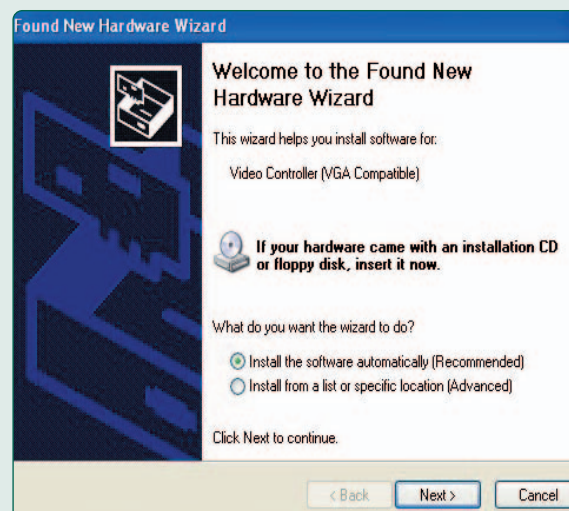 Found New Hardware Wizard
Welcome to the Found New
Hardware Wizard
This wizard helps you install software for:
Video Controller (VGA Compatible)
If your hardware came with an installation CD
or floppy disk, insert it now.
What do you want the wizard to do?
Install the software automatically (Recommended)
Install from a list or specific location (Advanced)
Click Next to continue.
< Back Next > Cancel